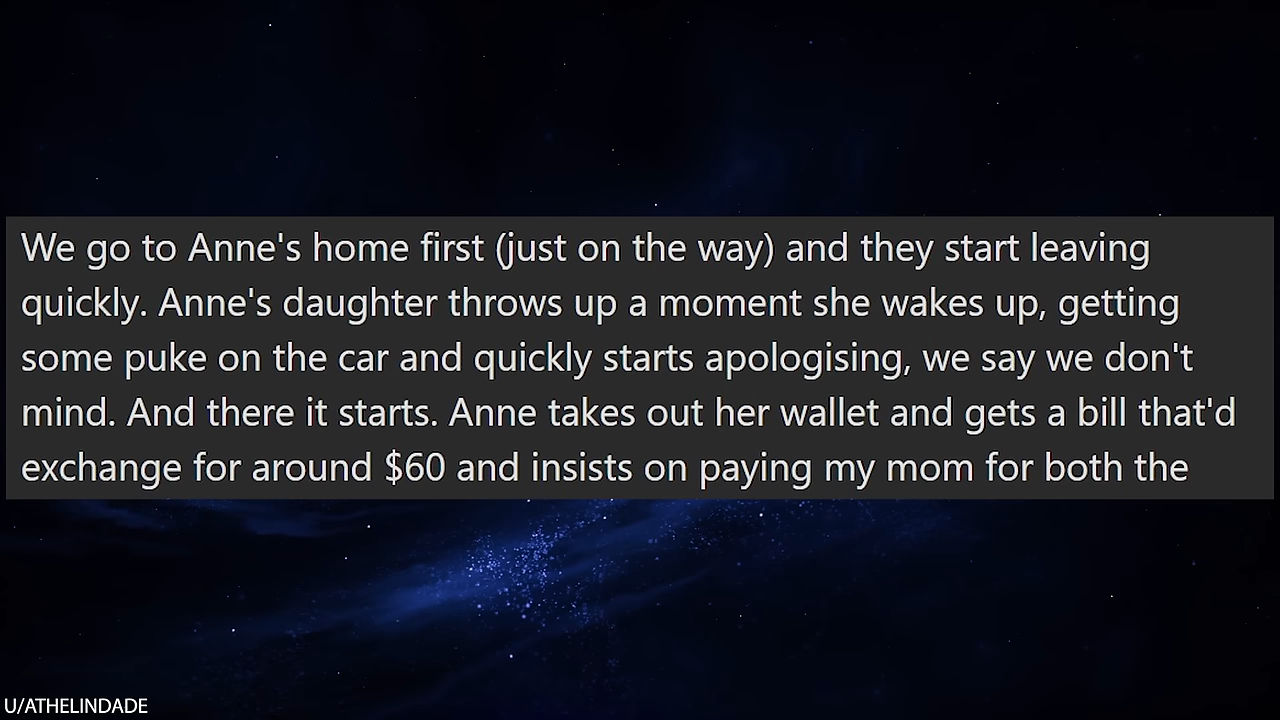 We go to Anne's home first (just on the way) and they start leaving
quickly. Anne's daughter throws up a moment she wakes up, getting
some puke on the car and quickly starts apologising, we say we don't
mind. And there it starts. Anne takes out her wallet and gets a bill that'd
exchange for around $60 and insists on paying my mom for both the
U/ATHELINDADE